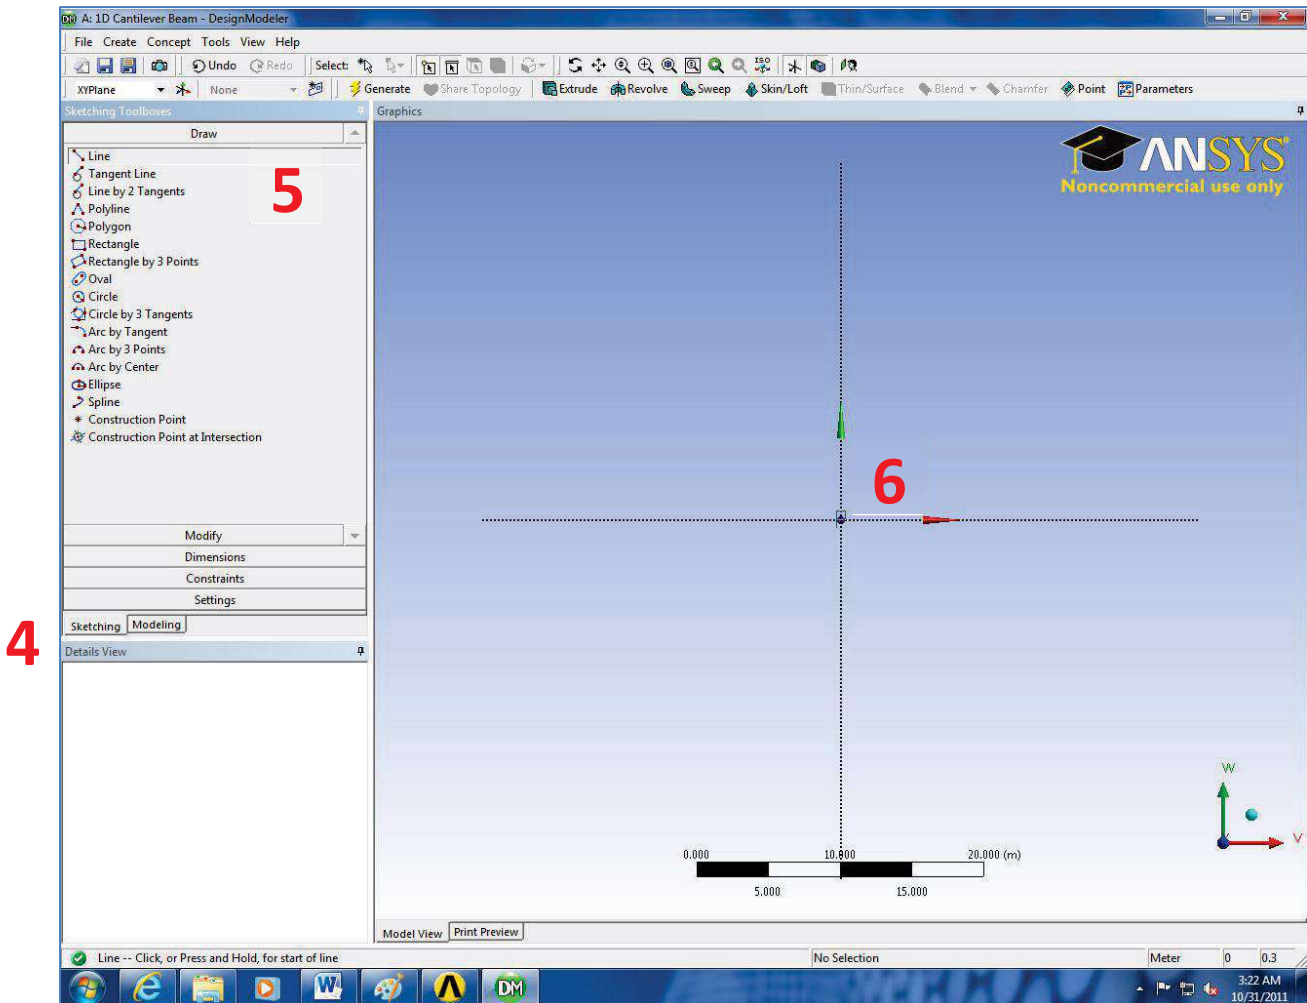 A: 1D Cantilever Beam - DesignModeler
File Create Concept Tools View Help
Undo Redo Select:
XYPlane None Generate Share Topology Extrude Revolve Sweep Skin/Loft Thin/Surface Blend Chamfer Point Parameters
Sketching Toolboxes
Draw
Line
Tangent Line
Line by 2 Tangents
Polyline
Polygon
Rectangle
Rectangle by 3 Points
Oval
Circle
Circle by 3 Tangents
Arc by Tangent
Arc by 3 Points
Arc by Center
Ellipse
Spline
Construction Point
Construction Point at Intersection
5
Modify
Dimensions
Constraints
Settings
Sketching Modeling
4
Details View
Graphics
ANSYS
Noncommercial use only
6
W
V
0.000 10.000 20.000 (m)
5.000 15.000
Model View Print Preview
Line -- Click, or Press and Hold, for start of line No Selection Meter 0 0.3
W DM 3:22 AM
10/31/2011